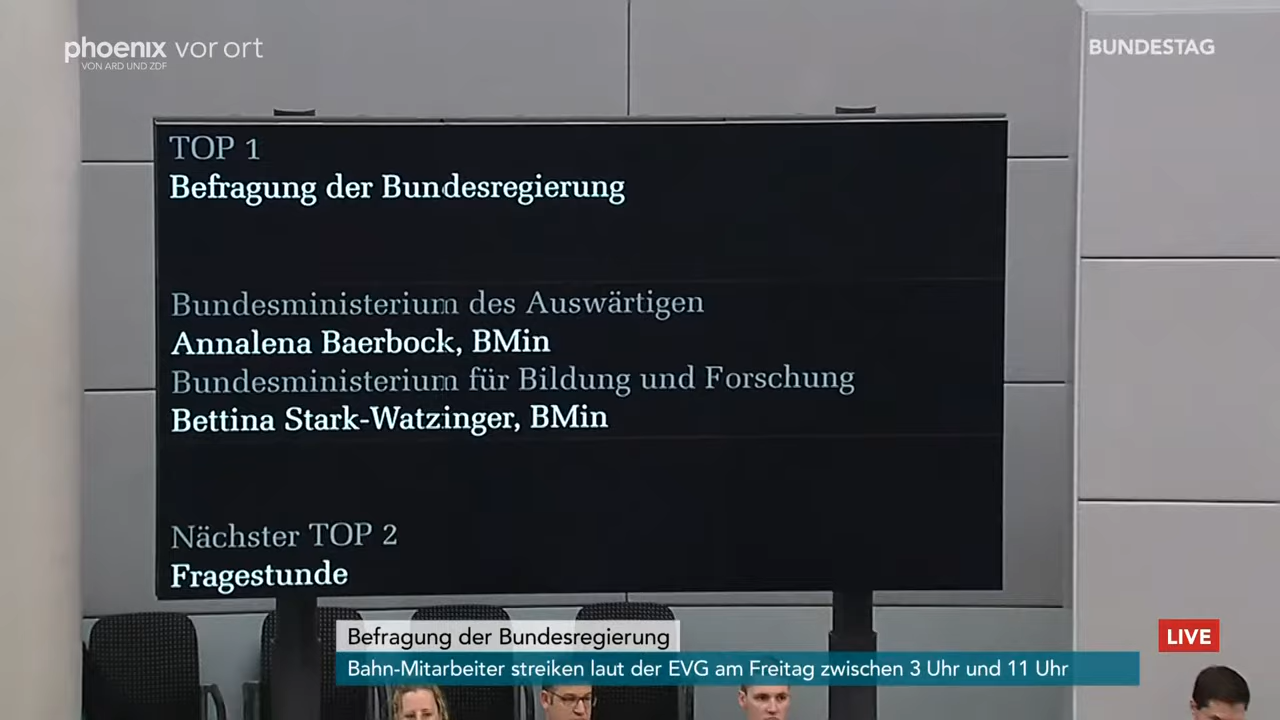 phoenix vor ort
VON ARD UND ZDF
BUNDESTAG
TOP 1
Befragung der Bundesregierung
Bundesministerium des Auswärtigen
Annalena Baerbock, BMin
Bundesministerium für Bildung und Forschung
Bettina Stark-Watzinger, BMin
Nächster TOP 2
Fragestunde
Befragung der Bundesregierung
LIVE
Bahn-Mitarbeiter streiken laut der EVG am Freitag zwischen 3 Uhr und 11 Uhr